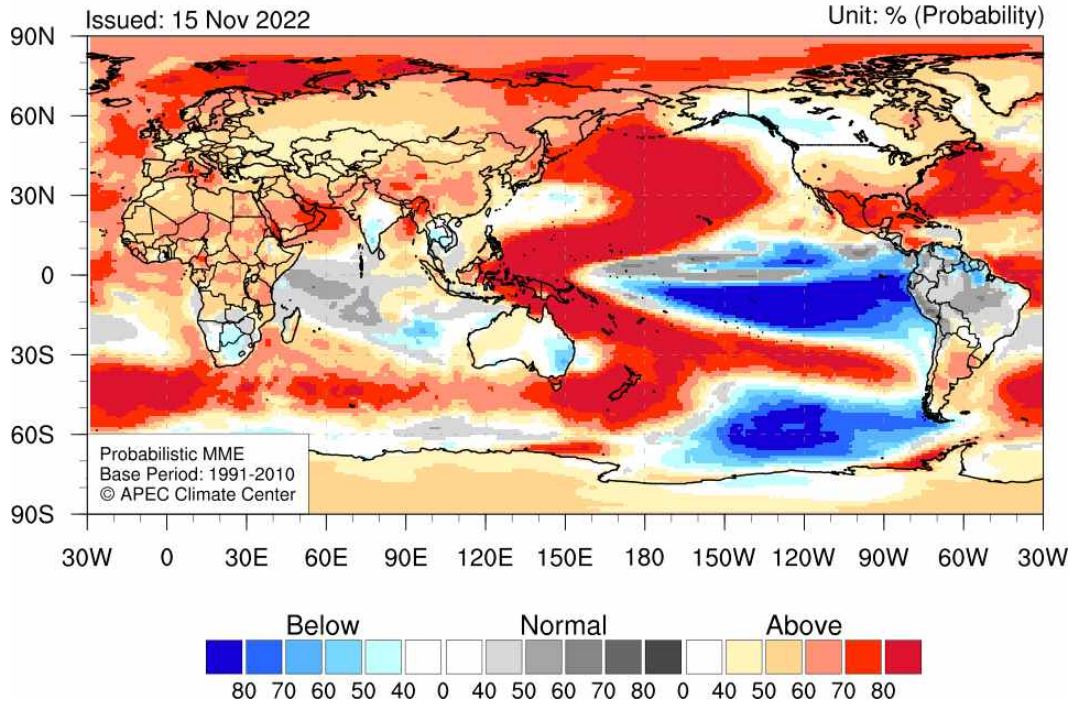 Issued: 15 Nov 2022
Unit: % (Probability)
90N
60N
30N
0
30S
60S
90S
Probabilistic MME
Base Period: 1991-2010
© APEC Climate Center
30W 0 30E 60E 90E 120E 150E 180 150W 120W 90W 60W 30W
Below Normal Above
80 70 60 50 40 0 40 50 60 70 80 0 40 50 60 70 80